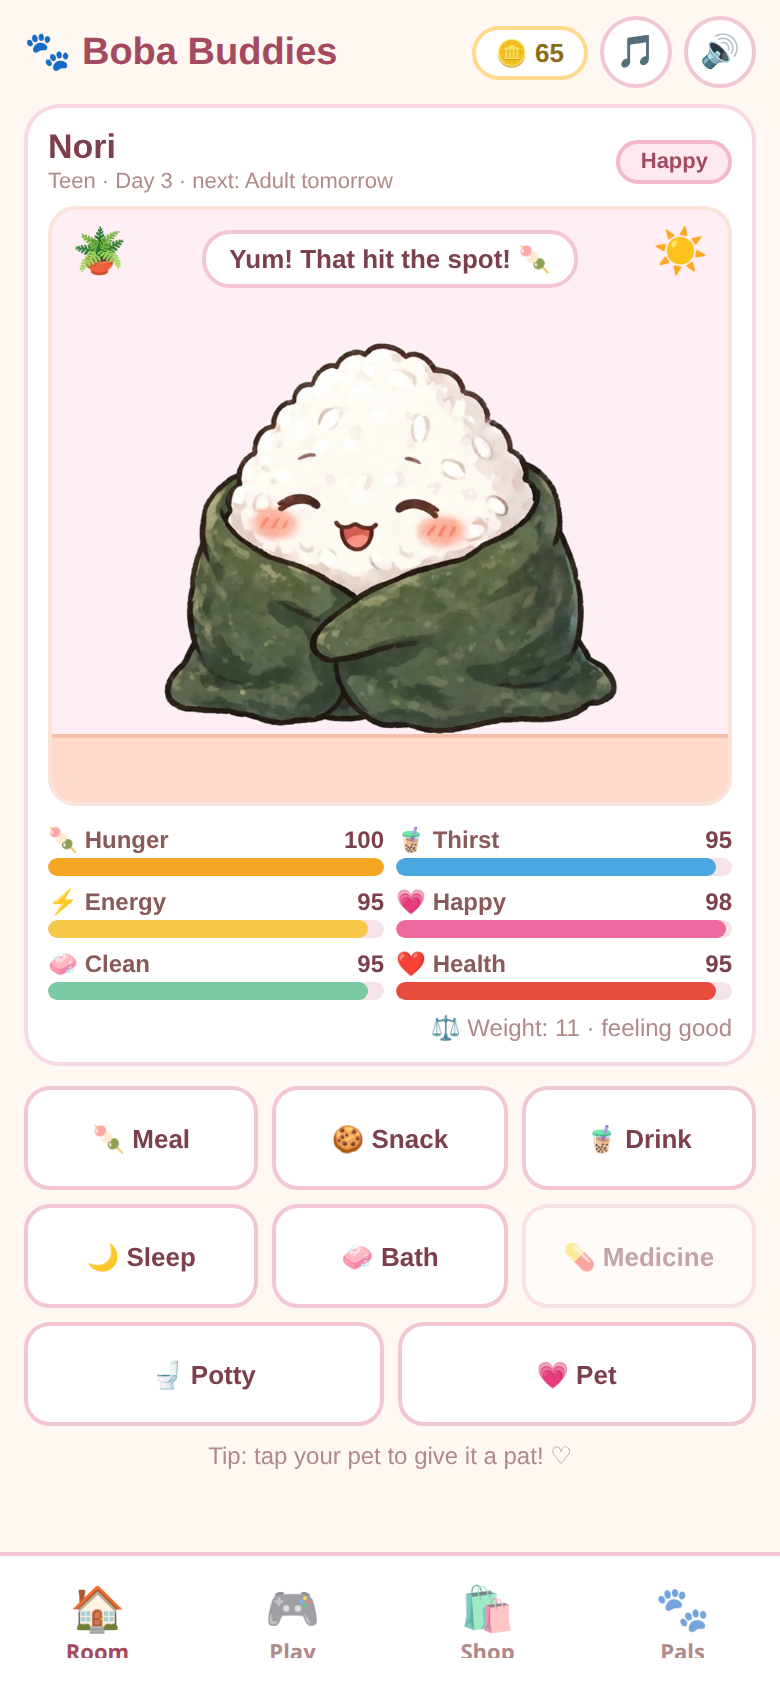 Boba Buddies
65
Nori
Teen · Day 3 · next: Adult tomorrow
Happy
Yum! That hit the spot!
Hunger 100
Thirst 95
Energy 95
Happy 98
Clean 95
Health 95
Weight: 11 · feeling good
Meal
Snack
Drink
Sleep
Bath
Medicine
Potty
Pet
Tip: tap your pet to give it a pat! ♡
Room
Play
Shop
Pals